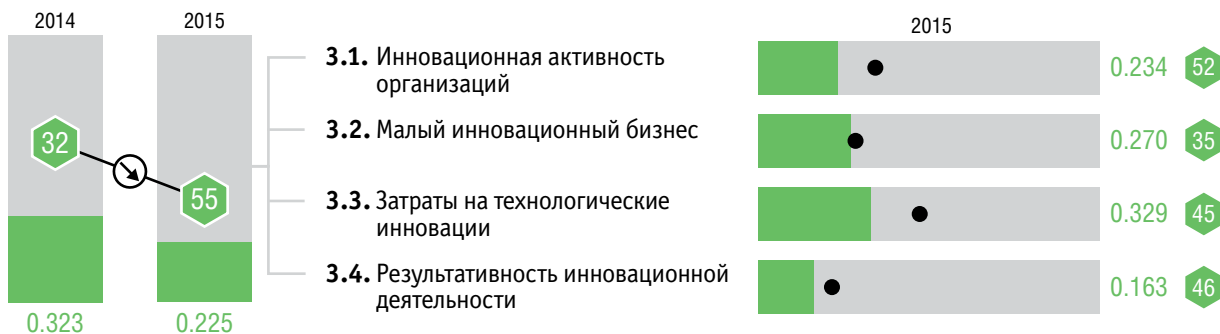 2014
2015
32
55
0.323
0.225
3.1. Инновационная активность
организаций
3.2. Малый инновационный бизнес
3.3. Затраты на технологические
инновации
3.4. Результативность инновационной
деятельности
2015
0.234 52
0.270 35
0.329 45
0.163 46